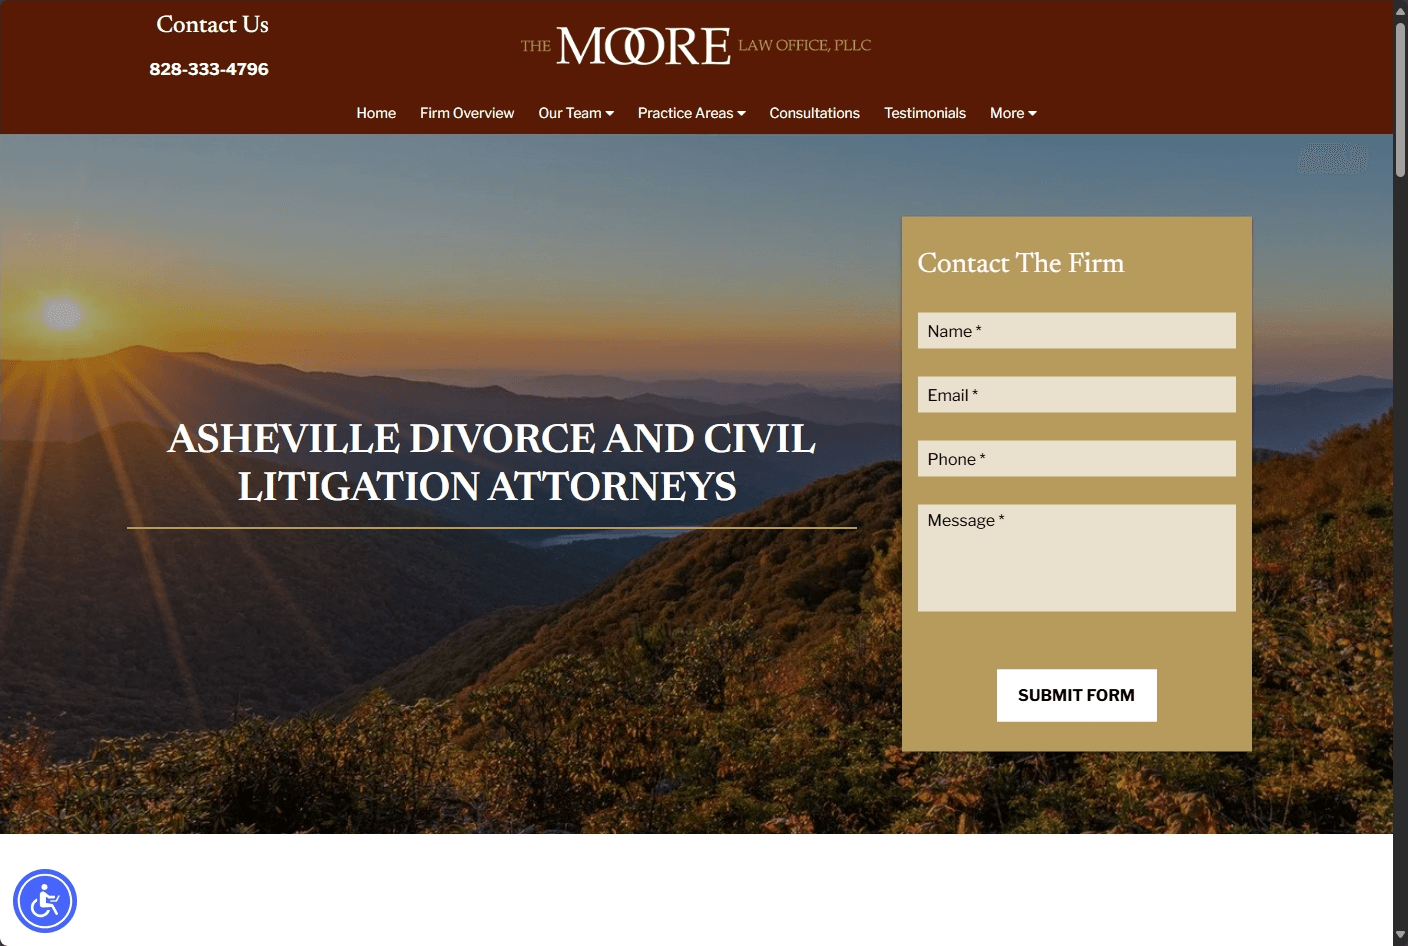 Contact Us
828-333-4796
THE MOORE LAW OFFICE, PLLC
Home Firm Overview Our Team Practice Areas Consultations Testimonials More
ASHEVILLE DIVORCE AND CIVIL
LITIGATION ATTORNEYS
Contact The Firm
Name *
Email *
Phone *
Message *
SUBMIT FORM